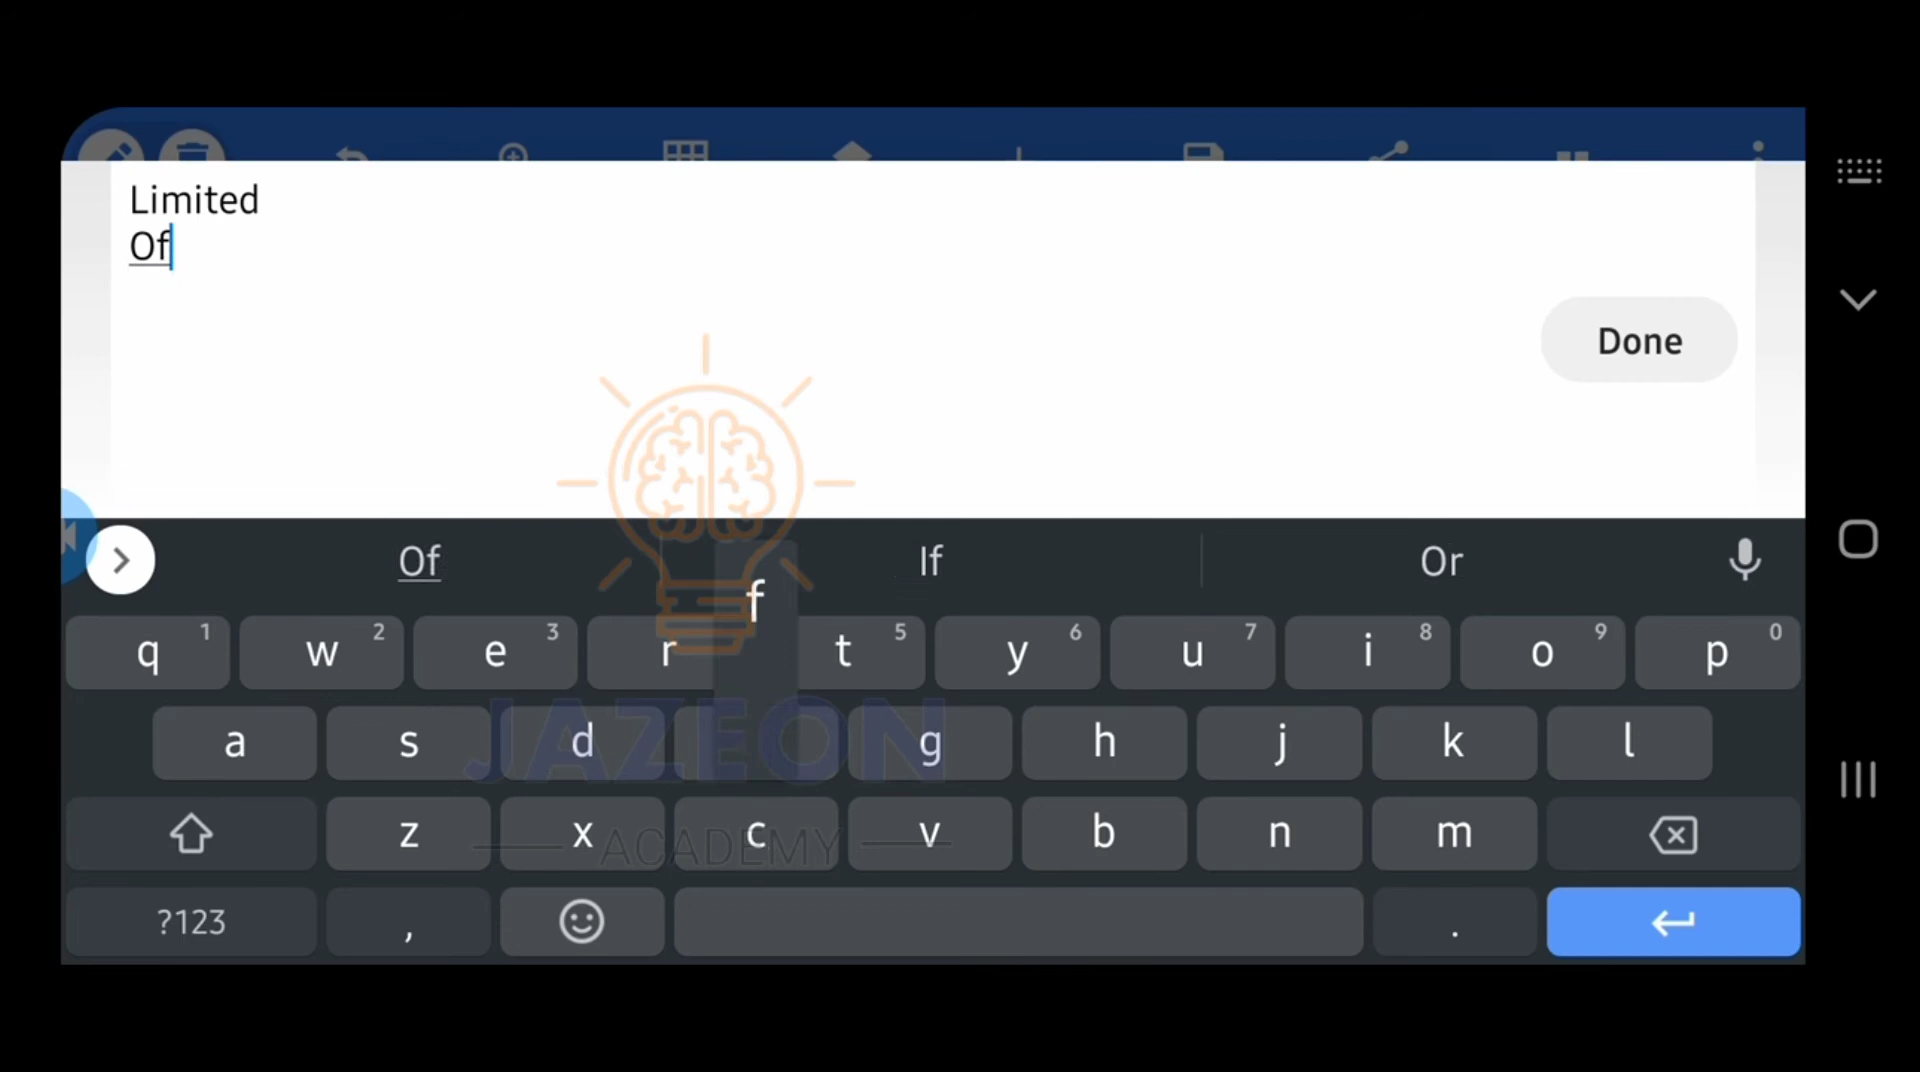 Limited
Of
Done
Of If Or
f
q 1 w 2 e 3 r t 5 y 6 u 7 i 8 o 9 p 0
a s d g h j k l
JAZEON
z x c v b n m
ACADEMY
?123 , .